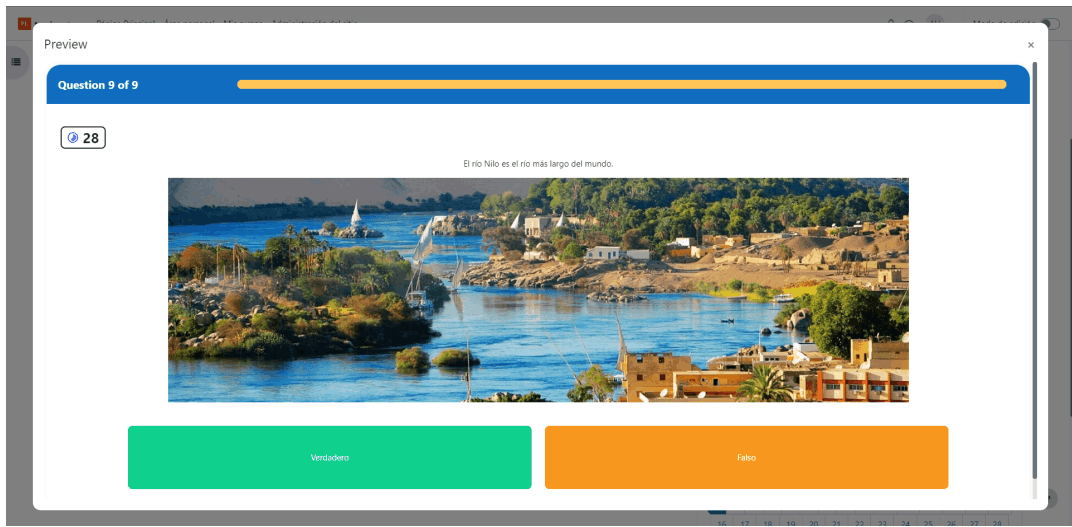 Preview
×
Question 9 of 9
28
El río Nilo es el río más largo del mundo.
Verdadero
Falso
16 17 18 19 20 21 22 23 24 25 26 27 28